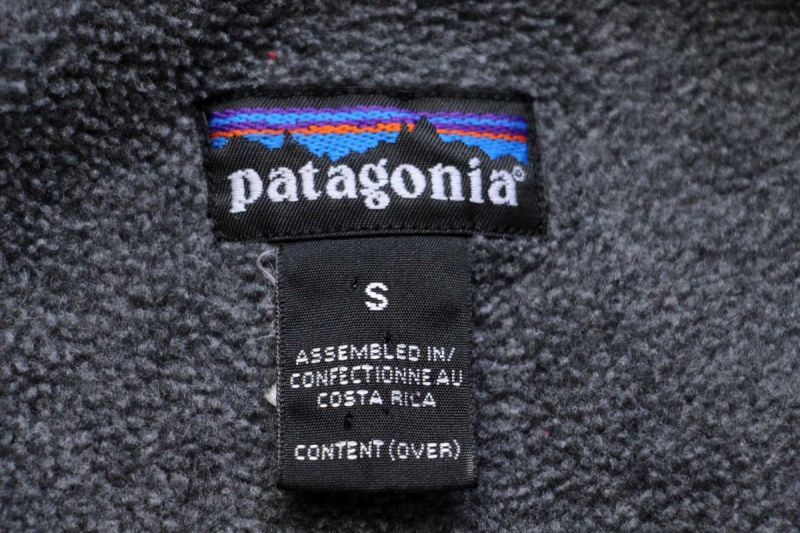 patagonia®
S
ASSEMBLED IN/
CONFECTIONNE AU
COSTA RICA
CONTENT (OVER)